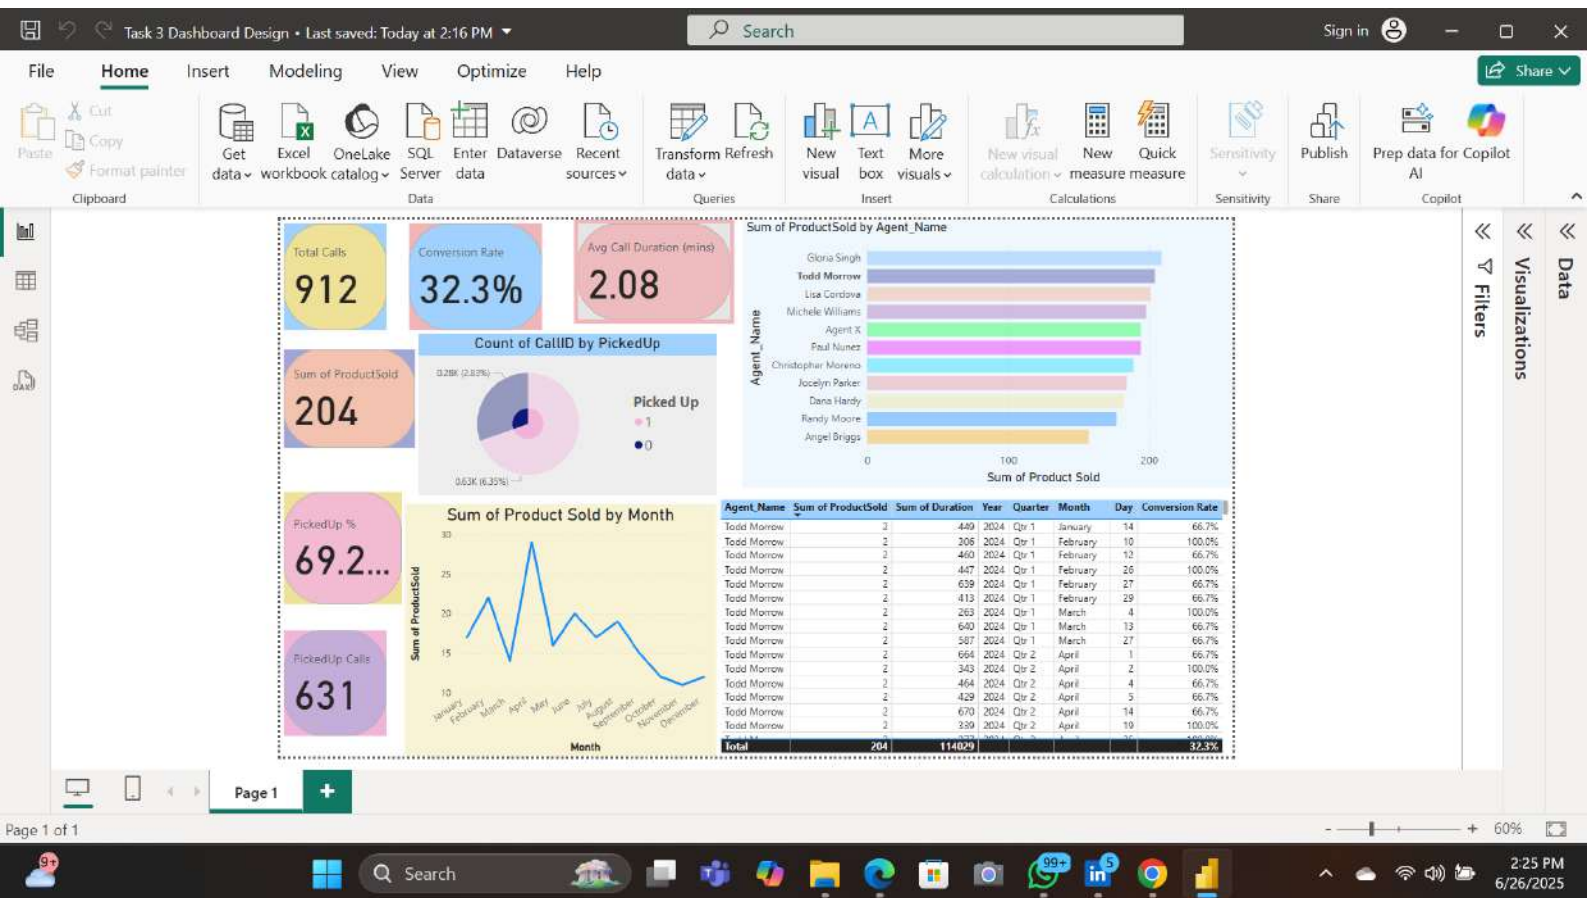 Task 3 Dashboard Design • Last saved: Today at 2:16 PM
Search
Sign in
File Home Insert Modeling View Optimize Help
Share
Paste
Cut
Copy
Format painter
Get data
Excel workbook
OneLake catalog
SQL Server
Enter data
Dataverse
Recent sources
Transform data
Refresh
New visual
Text box
More visuals
New visual calculation
New measure
Quick measure
Sensitivity
Publish
Prep data for AI
Copilot
Clipboard Data Queries Insert Calculations Sensitivity Share Copilot
Total Calls
912
Conversion Rate
32.3%
Avg Call Duration (mins)
2.08
Sum of ProductSold
204
Count of CallID by PickedUp
0.28K (2.83%)
0.63K (6.35%)
Picked Up
1
0
PickedUp %
69.2...
PickedUp Calls
631
Sum of Product Sold by Month
Sum of ProductSold
30
25
20
15
10
January February March April May June July August September October November December
Month
Sum of ProductSold by Agent_Name
Agent_Name
Gloria Singh
Todd Morrow
Lisa Cordova
Michele Williams
Agent X
Paul Nunez
Christopher Moreno
Jocelyn Parker
Dana Hardy
Randy Moore
Angel Briggs
0 100 200
Sum of Product Sold
Agent_Name Sum of ProductSold Sum of Duration Year Quarter Month Day Conversion Rate
Todd Morrow 2 449 2024 Qtr 1 January 14 66.7%
Todd Morrow 2 306 2024 Qtr 1 February 10 100.0%
Todd Morrow 2 460 2024 Qtr 1 February 12 66.7%
Todd Morrow 2 447 2024 Qtr 1 February 26 100.0%
Todd Morrow 2 639 2024 Qtr 1 February 27 66.7%
Todd Morrow 2 413 2024 Qtr 1 February 29 66.7%
Todd Morrow 2 263 2024 Qtr 1 March 4 100.0%
Todd Morrow 2 640 2024 Qtr 1 March 13 66.7%
Todd Morrow 2 587 2024 Qtr 1 March 27 66.7%
Todd Morrow 2 664 2024 Qtr 2 April 1 66.7%
Todd Morrow 2 343 2024 Qtr 2 April 2 100.0%
Todd Morrow 2 464 2024 Qtr 2 April 4 66.7%
Todd Morrow 2 429 2024 Qtr 2 April 5 66.7%
Todd Morrow 2 670 2024 Qtr 2 April 14 66.7%
Todd Morrow 2 339 2024 Qtr 2 April 19 100.0%
Total 204 114029 32.3%
Filters
Visualizations
Data
DAX
Page 1
Page 1 of 1
- + 60%
9+
Search
99+
5
2:25 PM
6/26/2025